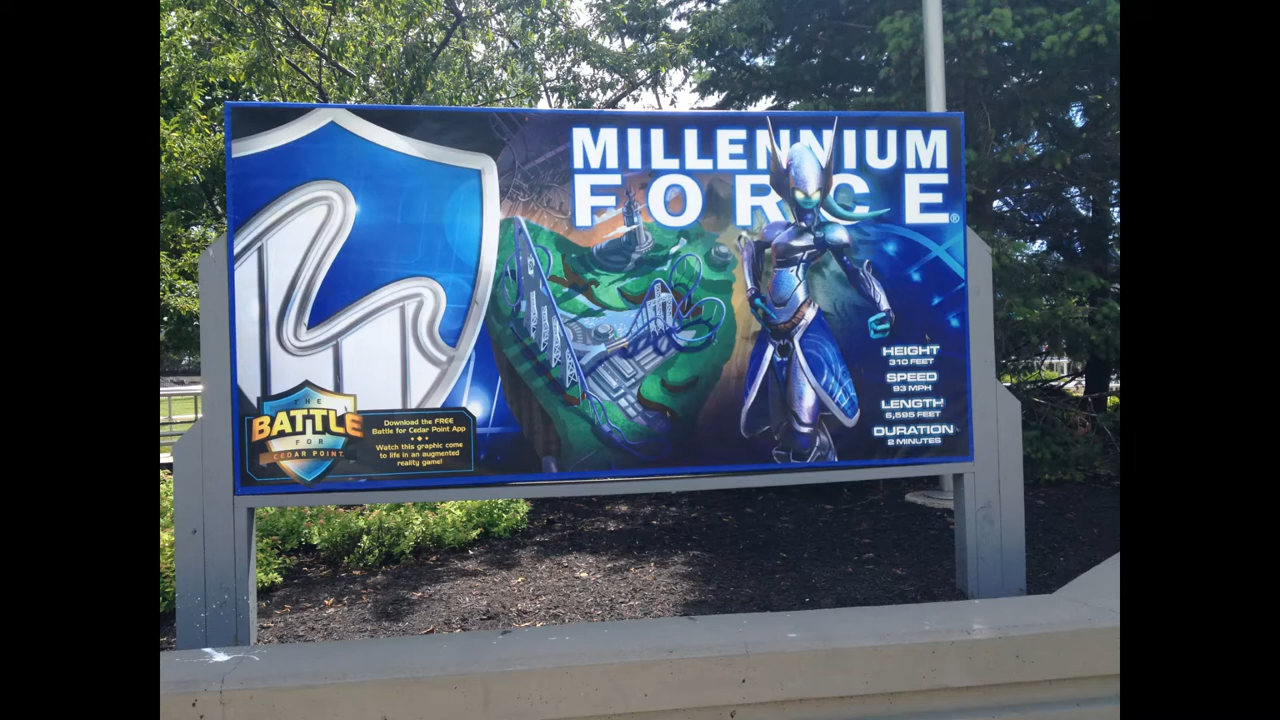 MILLENNIUM
FORCE®
HEIGHT
310 FEET
SPEED
93 MPH
LENGTH
6,595 FEET
DURATION
2 MINUTES
THE
BATTLE
FOR
CEDAR POINT
Download the FREE
Battle for Cedar Point App
Watch this graphic come
to life in an augmented
reality game!